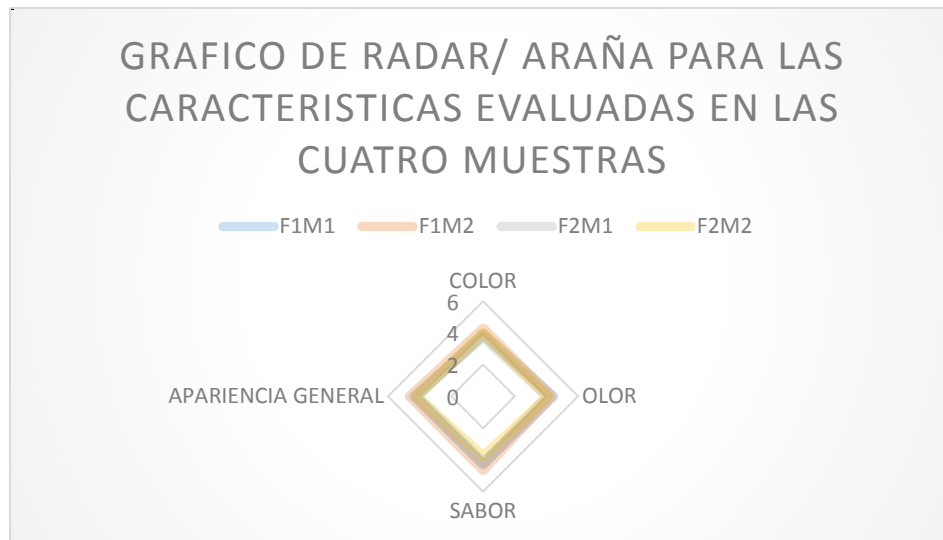 GRAFICO DE RADAR/ ARAÑA PARA LAS
CARACTERISTICAS EVALUADAS EN LAS
CUATRO MUESTRAS
F1M1 F1M2 F2M1 F2M2
COLOR
6
4
2
0
APARIENCIA GENERAL
OLOR
SABOR